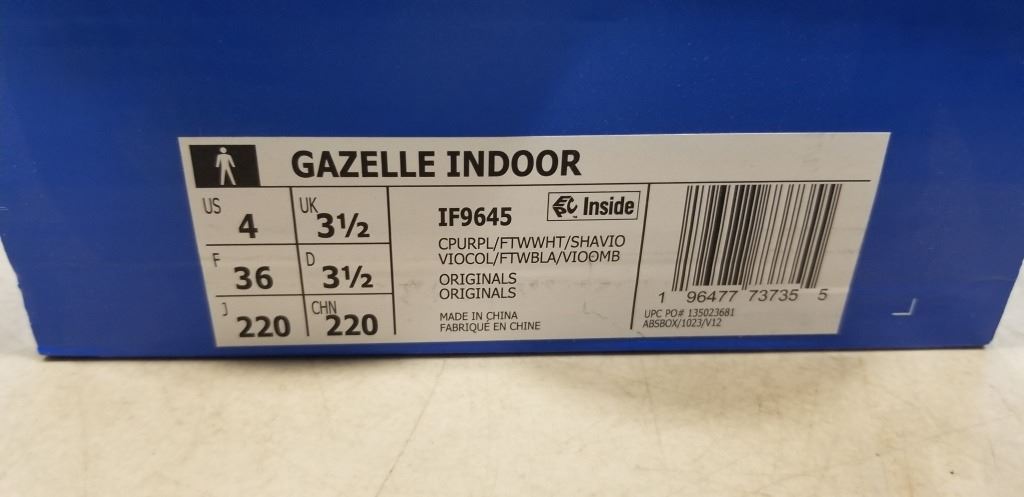 GAZELLE INDOOR
US 4
UK 3½
F 36
D 3½
J 220
CHN 220
IF9645
Inside
CPURPL/FTWWHT/SHAVIO
VIOCOL/FTWBLA/VIOOMB
ORIGINALS
ORIGINALS
MADE IN CHINA
FABRIQUÉ EN CHINE
1 96477 73735 5
UPC PO# 135023681
ABSBOX/1023/V12